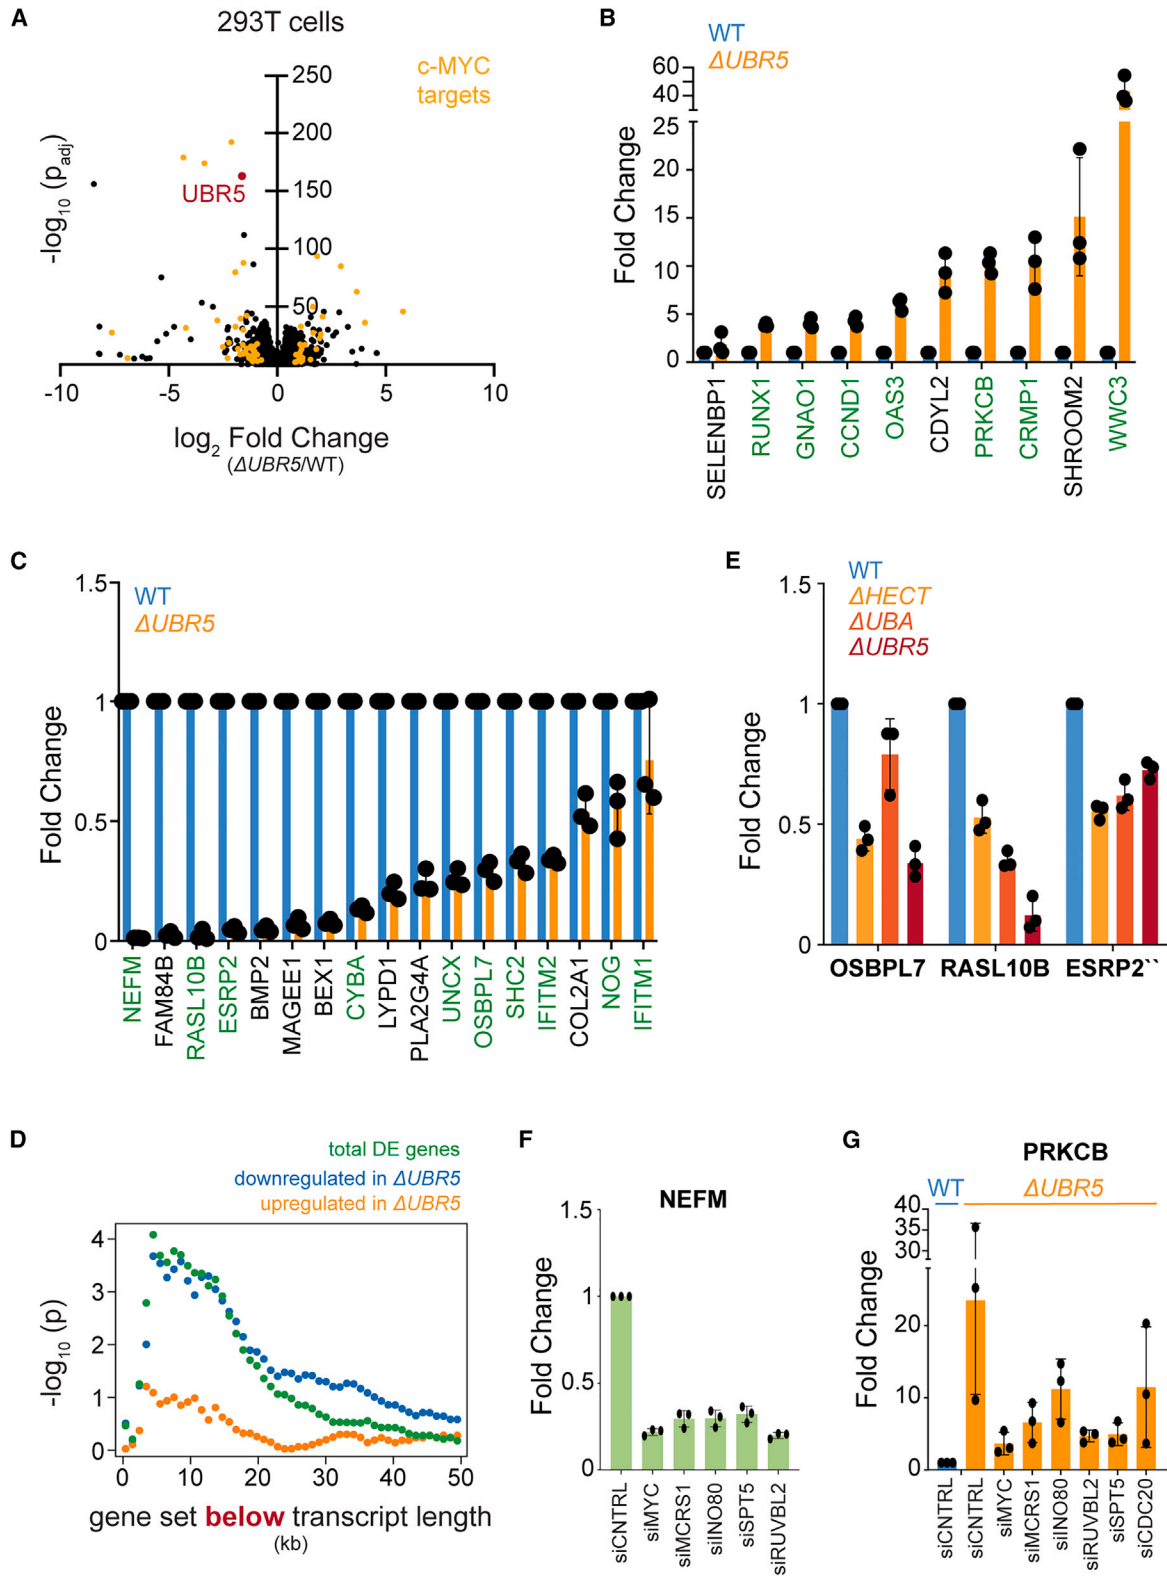 A
293T cells
c-MYC
targets
-log10 (padj)
250
200
150
100
50
UBR5
-10
-5
0
5
10
log2 Fold Change
(ΔUBR5/WT)
B
WT
ΔUBR5
Fold Change
60
40
25
20
15
10
5
0
SELENBP1
RUNX1
GNAO1
CCND1
OAS3
CDYL2
PRKCB
CRMP1
SHROOM2
WWC3
C
WT
ΔUBR5
Fold Change
1.5
1
0.5
0
NEFM
FAM84B
RASL10B
ESRP2
BMP2
MAGEE1
BEX1
CYBA
LYPD1
PLA2G4A
UNCX
OSBPL7
SHC2
IFITM2
COL2A1
NOG
IFITM1
E
WT
ΔHECT
ΔUBA
ΔUBR5
Fold Change
1.5
1
0.5
0
OSBPL7
RASL10B
ESRP2``
D
total DE genes
downregulated in ΔUBR5
upregulated in ΔUBR5
-log10 (p)
4
3
2
1
0
0
10
20
30
40
50
gene set below transcript length
(kb)
F
NEFM
Fold Change
1.5
1
0.5
0
siCNTRL
siMYC
siMCRS1
siINO80
siSPT5
siRUVBL2
G
PRKCB
WT
ΔUBR5
Fold Change
40
35
30
20
10
0
siCNTRL
siCNTRL
siMYC
siMCRS1
siINO80
siRUVBL2
siSPT5
siCDC20